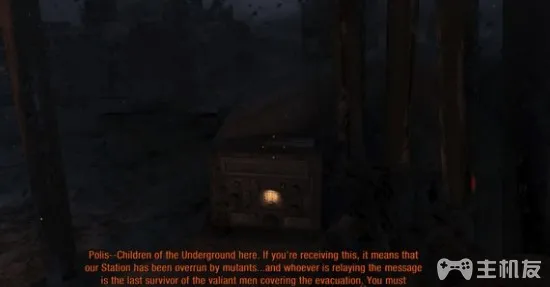 Polis--Children of the Underground here. If you're receiving this, it means that
our Station has been overrun by mutants...and whoever is relaying the message
is the last survivor of the valiant men covering the evacuation. You must
主机友